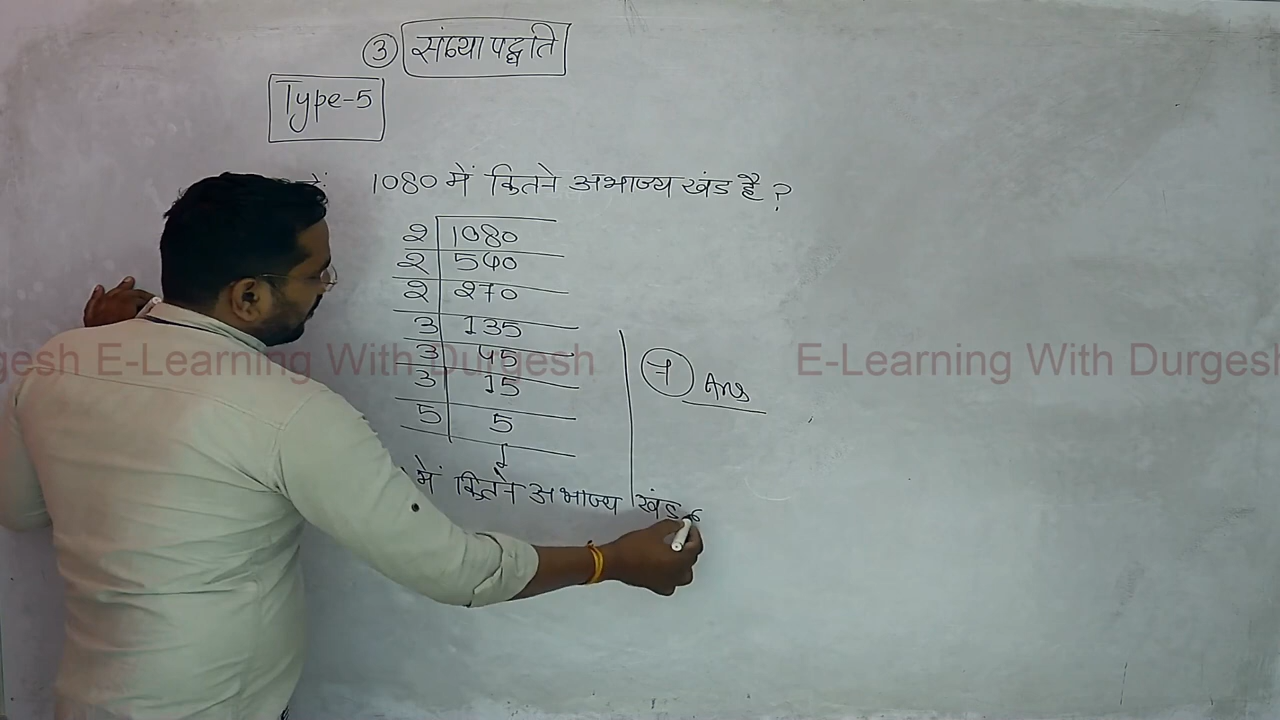 ③ संख्या पद्धति
Type-5
में 1080 में कितने अभाज्य खंड है ?
2 1080
2 540
2 270
3 135
3 45
3 15
5 5
1
7 Ans
में कितने अभाज्य खंड
E-Learning With Durgesh
E-Learning With Durgesh